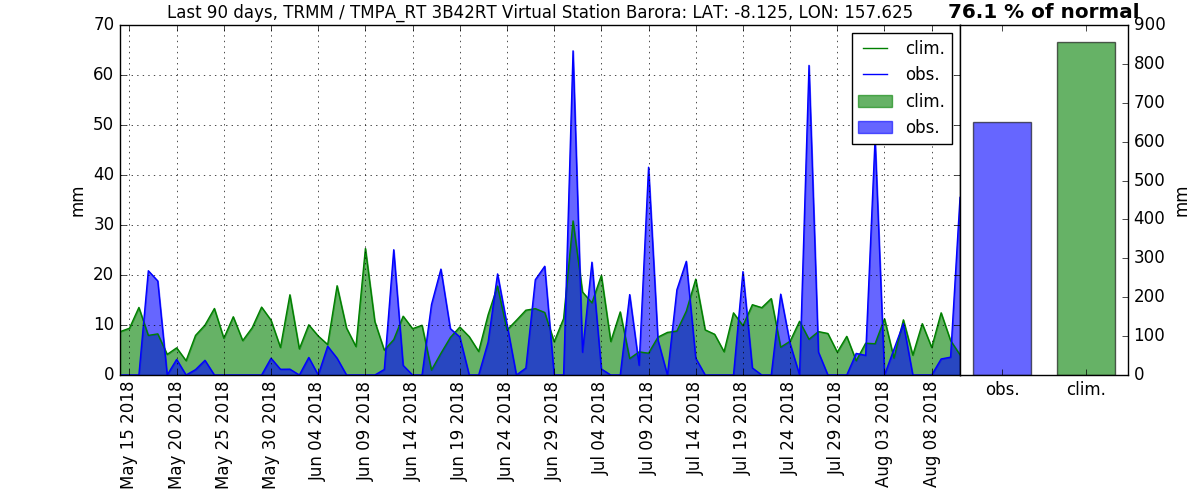 Last 90 days, TRMM / TMPA_RT 3B42RT Virtual Station Barora: LAT: -8.125, LON: 157.625
76.1 % of normal
70
60
50
40
30
20
10
0
mm
clim.
obs.
clim.
obs.
900
800
700
600
500
400
300
200
100
0
mm
May 15 2018
May 20 2018
May 25 2018
May 30 2018
Jun 04 2018
Jun 09 2018
Jun 14 2018
Jun 19 2018
Jun 24 2018
Jun 29 2018
Jul 04 2018
Jul 09 2018
Jul 14 2018
Jul 19 2018
Jul 24 2018
Jul 29 2018
Aug 03 2018
Aug 08 2018
obs.
clim.